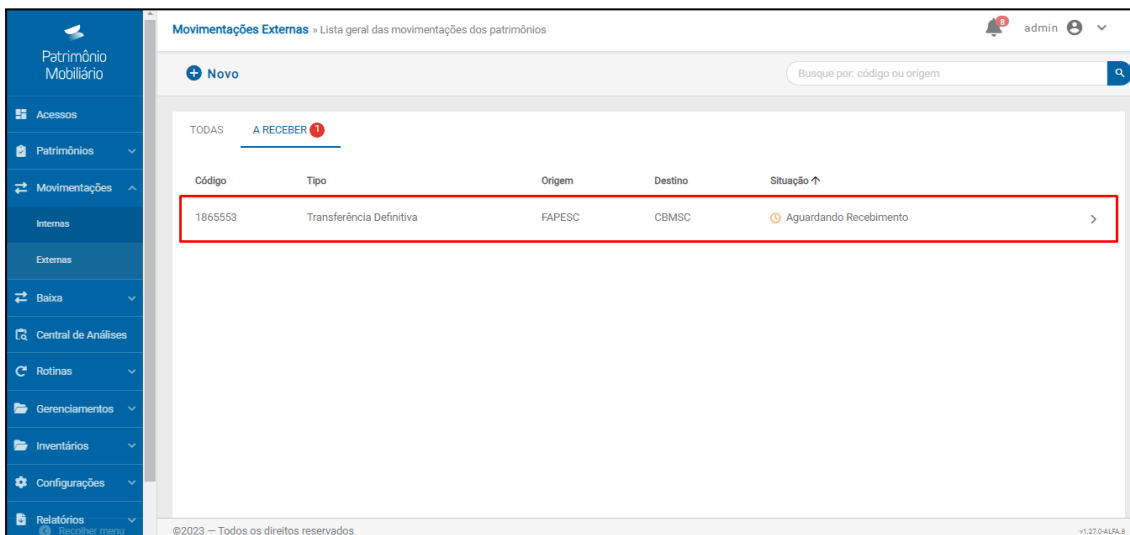 Patrimônio
Mobiliário
Acessos
Patrimônios
Movimentações
Internas
Externas
Baixa
Central de Análises
Rotinas
Gerenciamentos
Inventários
Configurações
Relatórios
Recolher menu
Movimentações Externas » Lista geral das movimentações dos patrimônios
8
admin
Novo
Busque por: código ou origem
TODAS A RECEBER 1
Código Tipo Origem Destino Situação
1865553 Transferência Definitiva FAPESC CBMSC Aguardando Recebimento
©2023 — Todos os direitos reservados
v1.27.0-ALFA.8